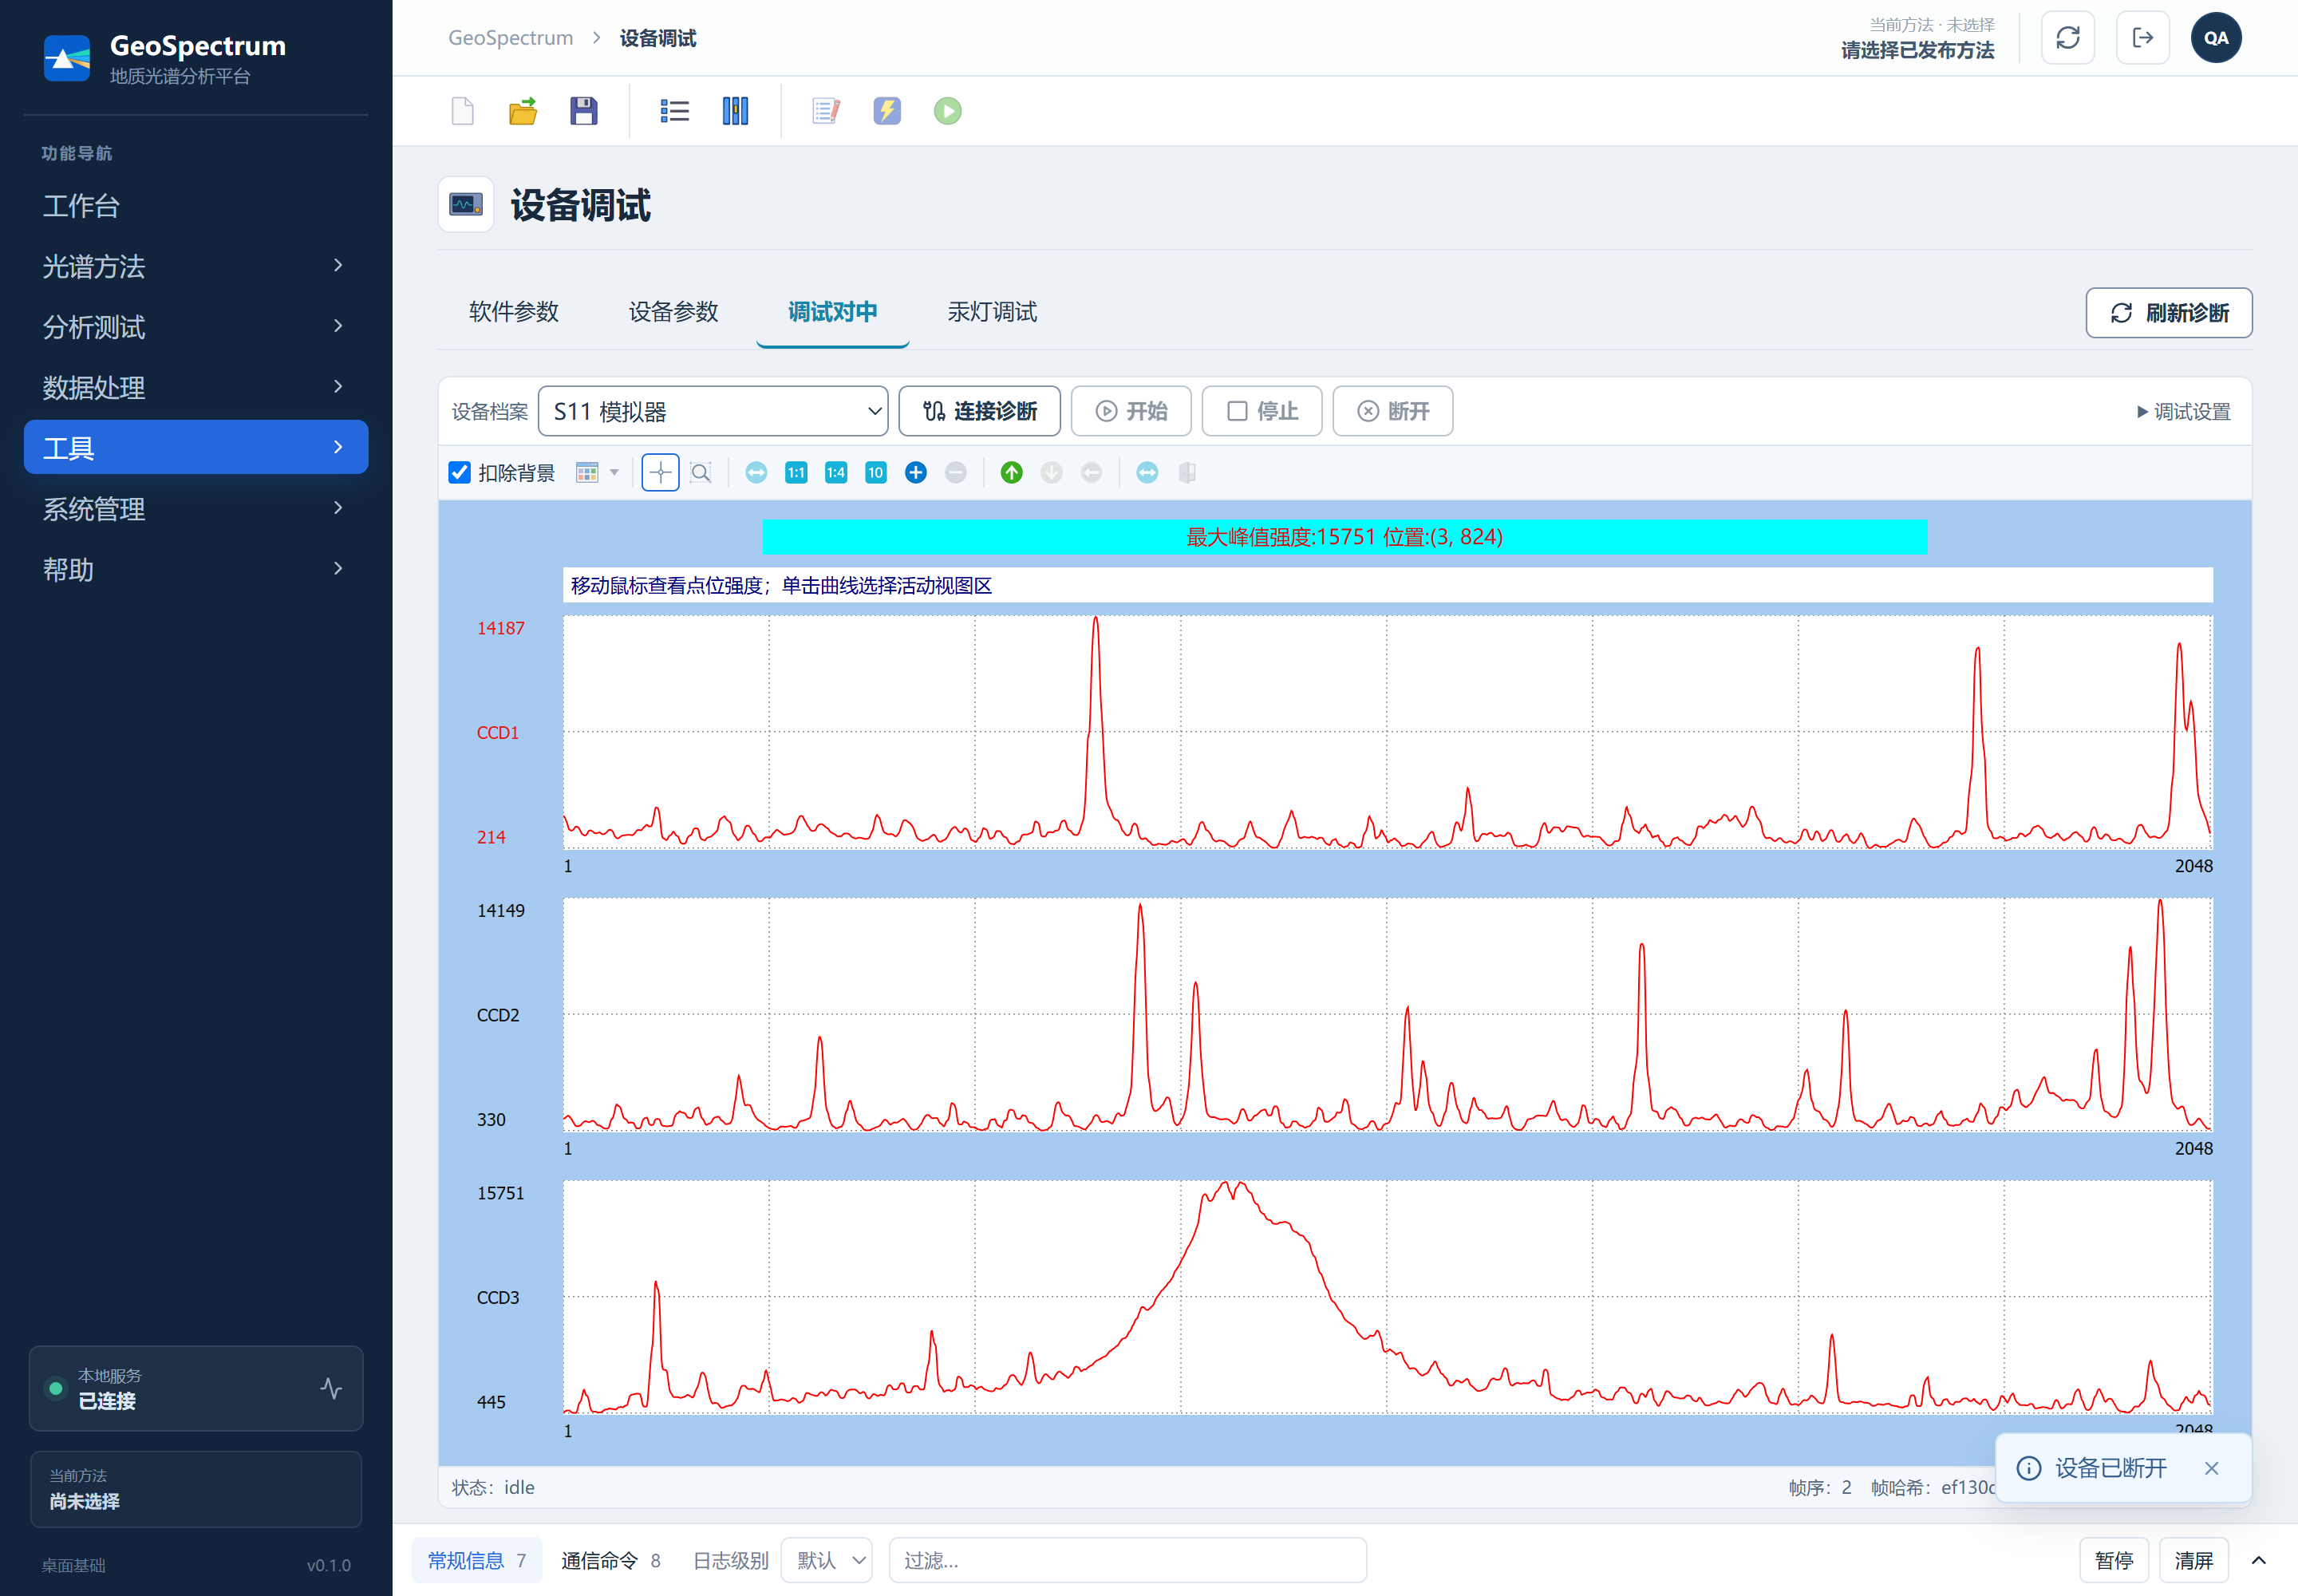 GeoSpectrum
地质光谱分析平台
功能导航
工作台
光谱方法
分析测试
数据处理
工具
系统管理
帮助
本地服务
已连接
当前方法
尚未选择
桌面基础 v0.1.0
GeoSpectrum > 设备调试
当前方法 · 未选择
请选择已发布方法
QA
设备调试
软件参数 设备参数 调试对中 汞灯调试
刷新诊断
设备档案 S11 模拟器 连接诊断 开始 停止 断开 调试设置
扣除背景 1:1 1:4 10
最大峰值强度:15751 位置:(3, 824)
移动鼠标查看点位强度；单击曲线选择活动视图区
14187
CCD1
214
1 2048
14149
CCD2
330
1 2048
15751
CCD3
445
1 2048
设备已断开
状态：idle 帧序：2 帧哈希：ef130
常规信息 7 通信命令 8 日志级别 默认 过滤... 暂停 清屏